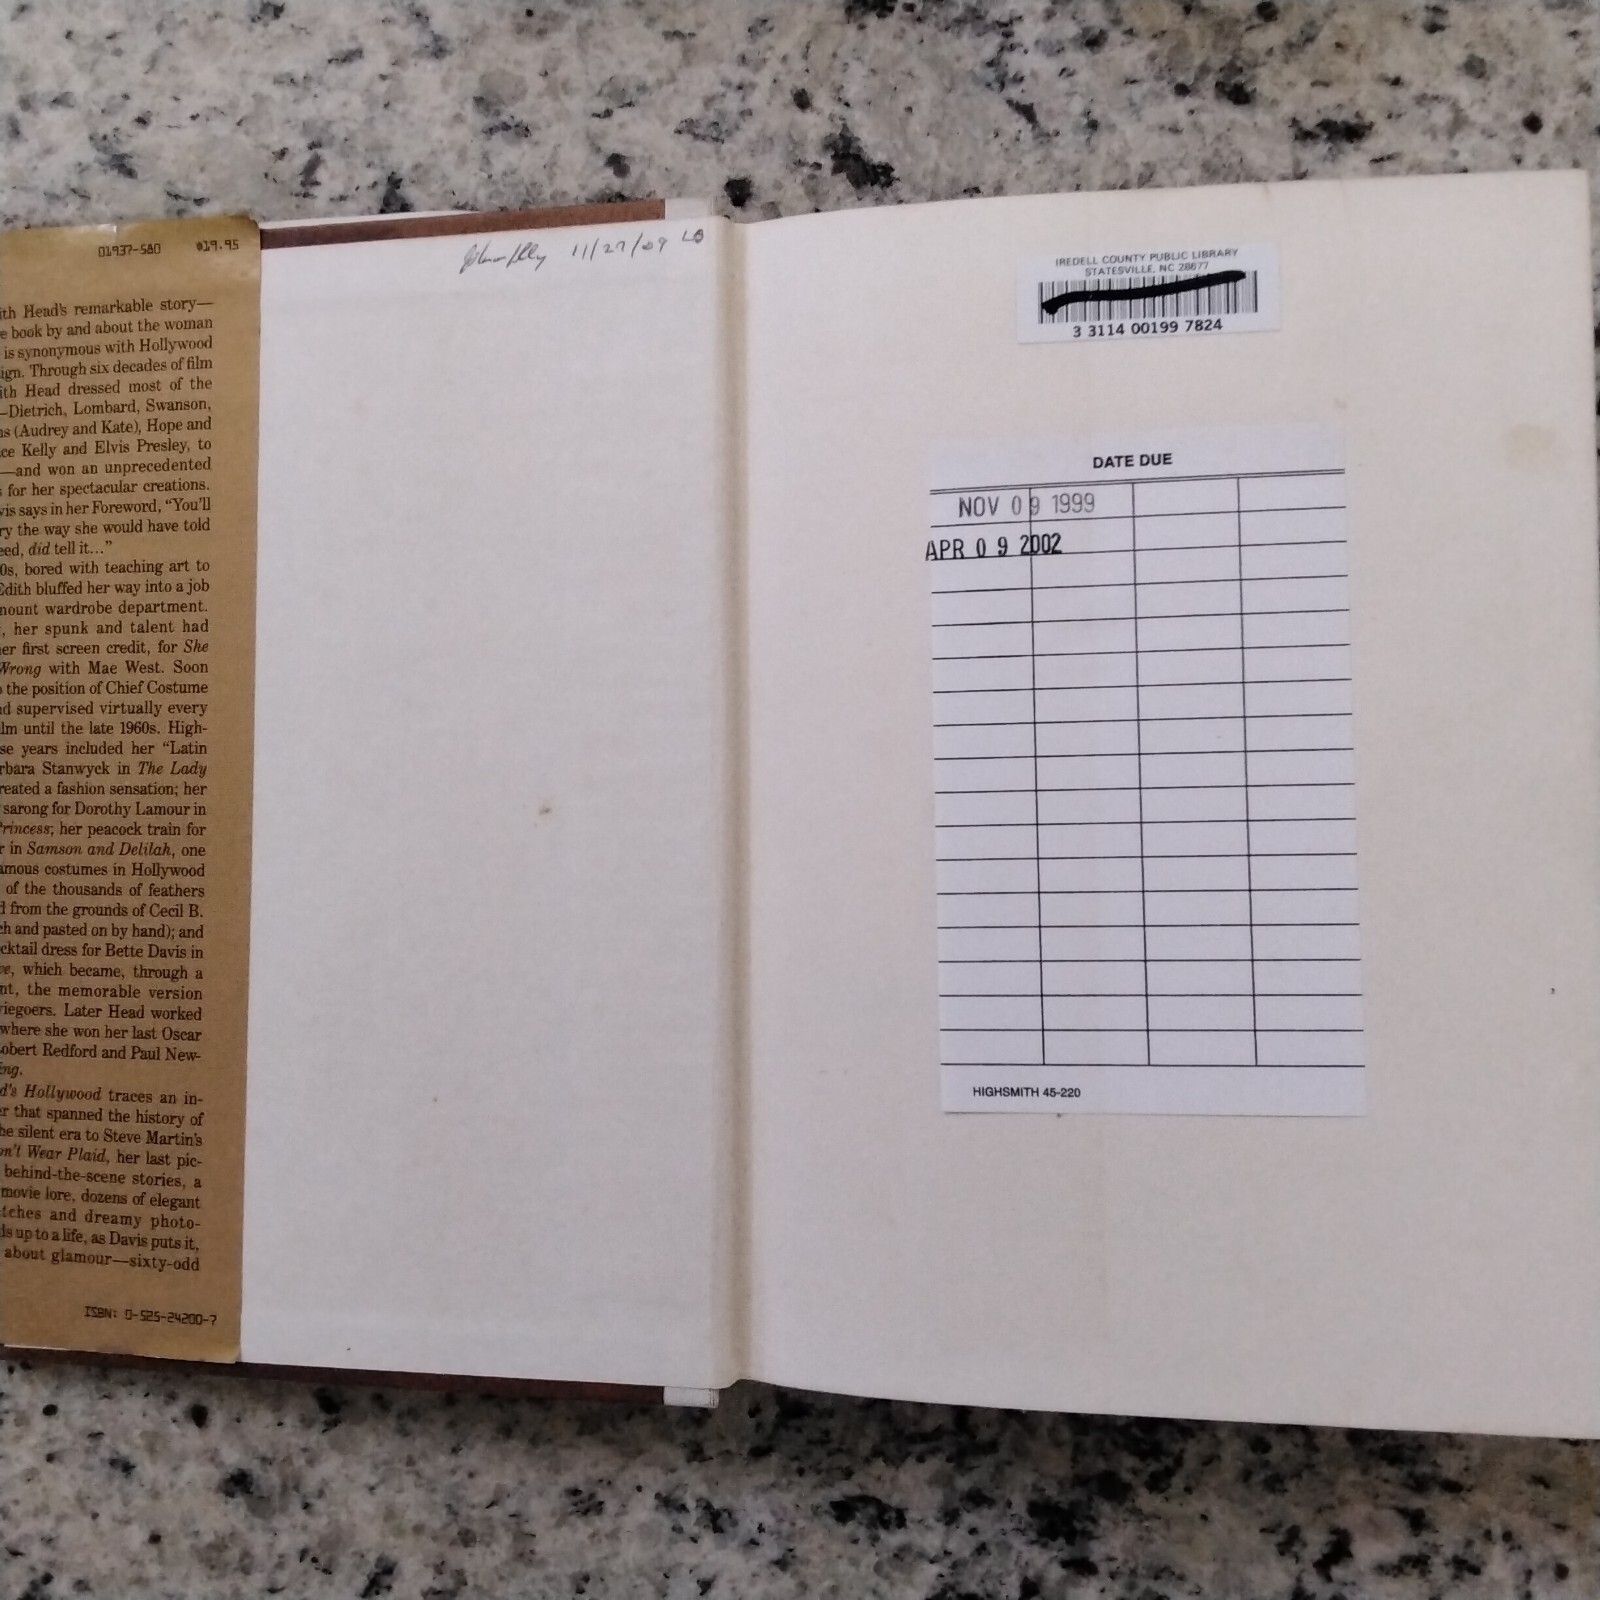 01937-580 $19.95
ith Head's remarkable story—
e book by and about the woman
is synonymous with Hollywood
ign. Through six decades of film
ith Head dressed most of the
—Dietrich, Lombard, Swanson,
ns (Audrey and Kate), Hope and
ce Kelly and Elvis Presley, to
—and won an unprecedented
s for her spectacular creations.
vis says in her Foreword, "You'll
ry the way she would have told
eed, did tell it..."
0s, bored with teaching art to
Edith bluffed her way into a job
mount wardrobe department.
, her spunk and talent had
er first screen credit, for She
Wrong with Mae West. Soon
o the position of Chief Costume
nd supervised virtually every
lm until the late 1960s. High-
se years included her "Latin
rbara Stanwyck in The Lady
reated a fashion sensation; her
sarong for Dorothy Lamour in
Princess; her peacock train for
r in Samson and Delilah, one
amous costumes in Hollywood
of the thousands of feathers
d from the grounds of Cecil B.
ch and pasted on by hand); and
cktail dress for Bette Davis in
ve, which became, through a
nt, the memorable version
viegoers. Later Head worked
where she won her last Oscar
obert Redford and Paul New-
ing.
d's Hollywood traces an in-
er that spanned the history of
he silent era to Steve Martin's
n't Wear Plaid, her last pic-
behind-the-scene stories, a
movie lore, dozens of elegant
tches and dreamy photo-
ds up to a life, as Davis puts it,
about glamour—sixty-odd
ISBN: 0-525-24200-7
11/27/09 LB
IREDELL COUNTY PUBLIC LIBRARY
STATESVILLE, NC 28677
3 3114 00199 7824
DATE DUE
NOV 09 1999
APR 09 2002
HIGHSMITH 45-220